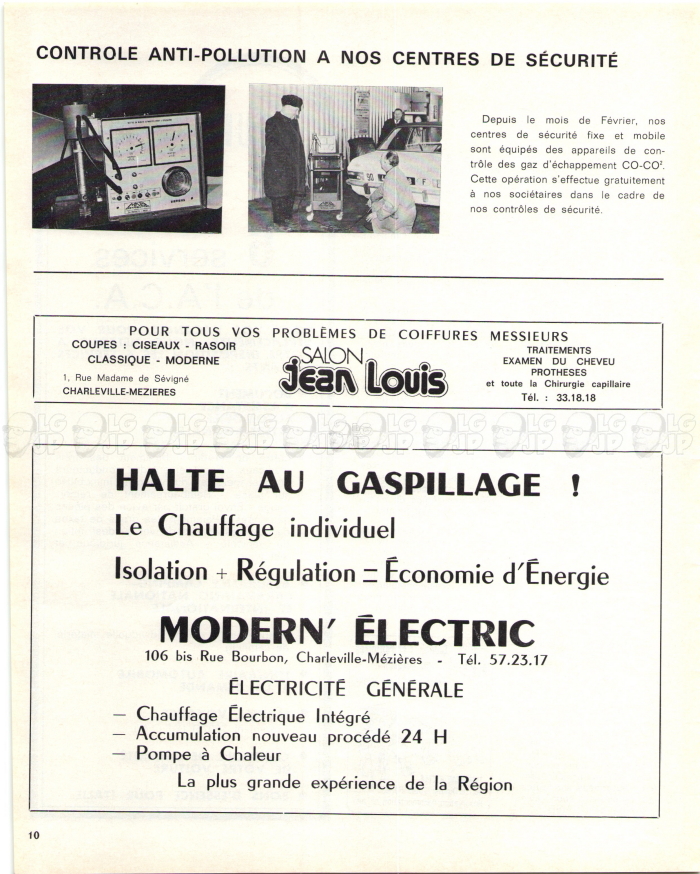 CONTROLE ANTI-POLLUTION A NOS CENTRES DE SÉCURITÉ
Depuis le mois de Février, nos
centres de sécurité fixe et mobile
sont équipés des appareils de con-
trôle des gaz d'échappement CO-CO².
Cette opération s'effectue gratuitement
à nos sociétaires dans le cadre de
nos contrôles de sécurité.
POUR TOUS VOS PROBLÈMES DE COIFFURES MESSIEURS
COUPES : CISEAUX - RASOIR
CLASSIQUE - MODERNE
1, Rue Madame de Sévigné
CHARLEVILLE-MEZIERES
SALON
Jean Louis
TRAITEMENTS
EXAMEN DU CHEVEU
PROTHESES
et toute la Chirurgie capillaire
Tél. : 33.18.18
LG JP
HALTE AU GASPILLAGE !
Le Chauffage individuel
Isolation + Régulation = Économie d'Énergie
MODERN' ÉLECTRIC
106 bis Rue Bourbon, Charleville-Mézières - Tél. 57.23.17
ÉLECTRICITÉ GÉNÉRALE
— Chauffage Électrique Intégré
— Accumulation nouveau procédé 24 H
— Pompe à Chaleur
La plus grande expérience de la Région
10